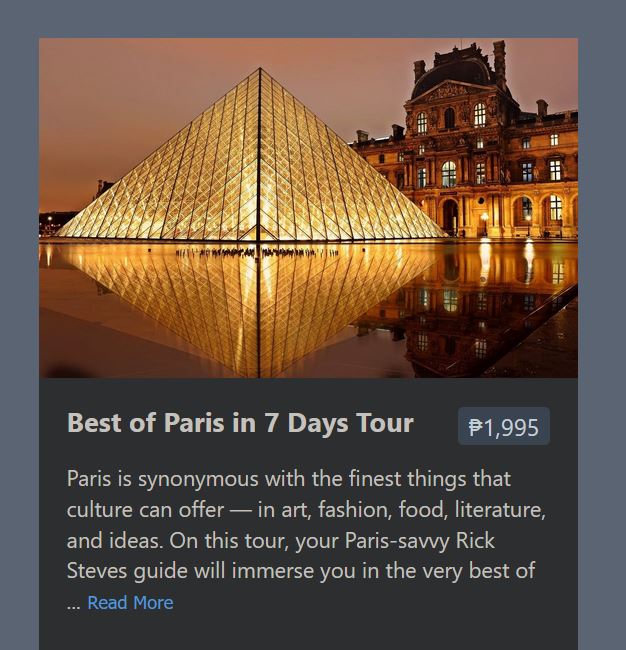 Best of Paris in 7 Days Tour
₱1,995
Paris is synonymous with the finest things that
culture can offer — in art, fashion, food, literature,
and ideas. On this tour, your Paris-savvy Rick
Steves guide will immerse you in the very best of
... Read More